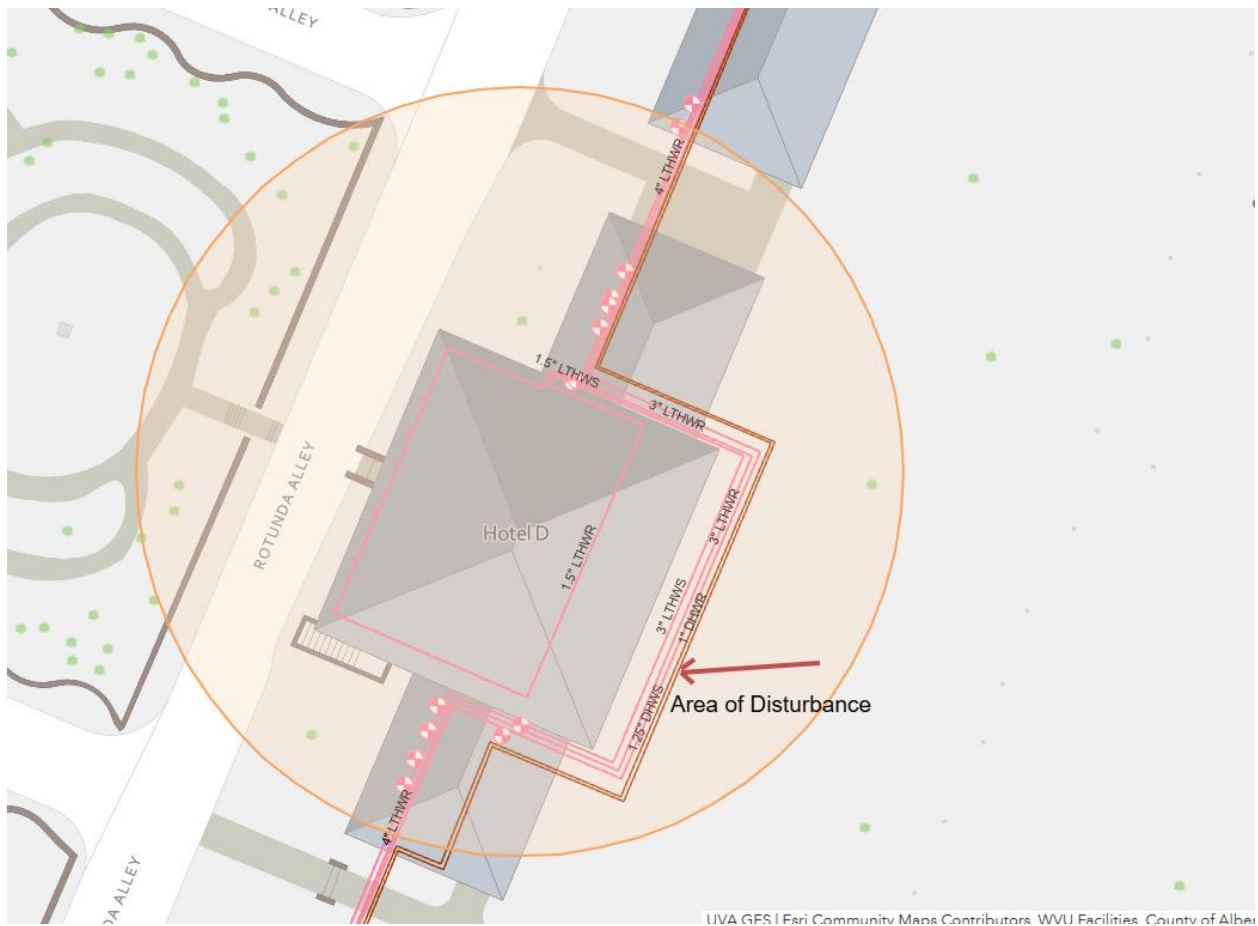 ALLEY
4" LTHWR
1.5" LTHWS
3" LTHWR
3" LTHWR
ROTUNDA ALLEY
Hotel D
1.5" LTHWR
3" LTHWS
1" DHWR
Area of Disturbance
1.25" DHWS
4" LTHWR
DA ALLEY
UVA GES | Esri Community Maps Contributors, WVU Facilities, County of Alber